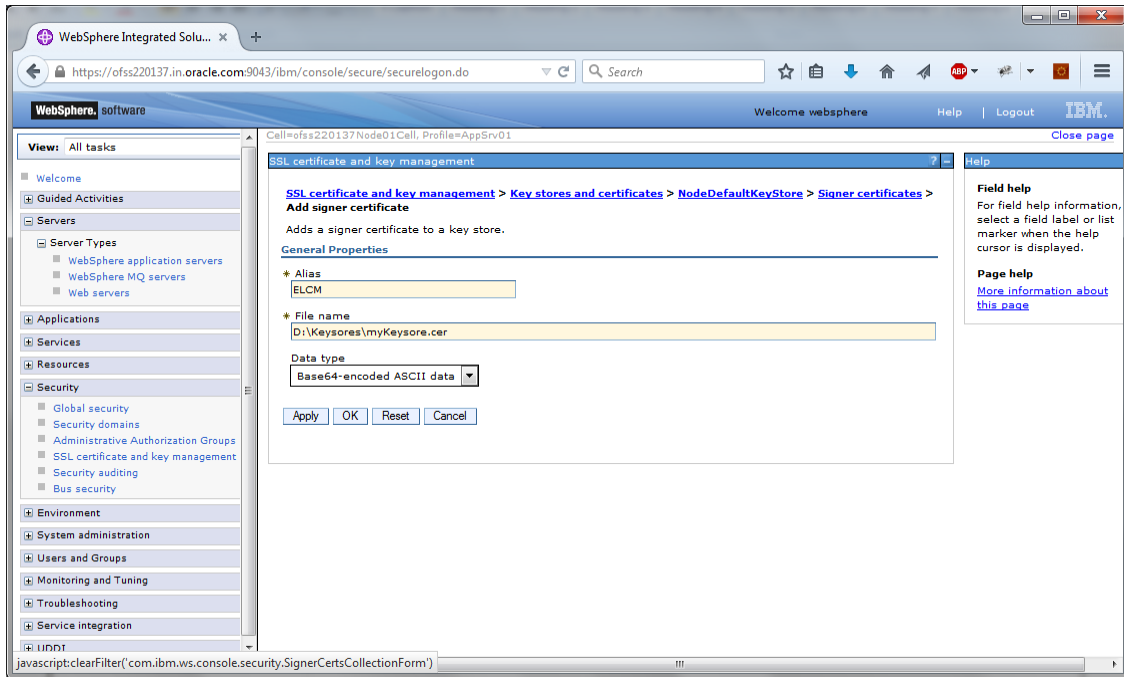 WebSphere Integrated Solu...
https://ofss220137.in.oracle.com:9043/ibm/console/secure/securelogon.do
Search
ABP
WebSphere. software
Welcome websphere
Help | Logout
IBM.
View: All tasks
Welcome
Guided Activities
Servers
Server Types
WebSphere application servers
WebSphere MQ servers
Web servers
Applications
Services
Resources
Security
Global security
Security domains
Administrative Authorization Groups
SSL certificate and key management
Security auditing
Bus security
Environment
System administration
Users and Groups
Monitoring and Tuning
Troubleshooting
Service integration
UDDI
javascript:clearFilter('com.ibm.ws.console.security.SignerCertsCollectionForm')
Cell=ofss220137Node01Cell, Profile=AppSrv01
Close page
SSL certificate and key management
? -
SSL certificate and key management > Key stores and certificates > NodeDefaultKeyStore > Signer certificates >
Add signer certificate
Adds a signer certificate to a key store.
General Properties
* Alias
ELCM
* File name
D:\Keysores\myKeysore.cer
Data type
Base64-encoded ASCII data
Apply OK Reset Cancel
Help
Field help
For field help information,
select a field label or list
marker when the help
cursor is displayed.
Page help
More information about
this page